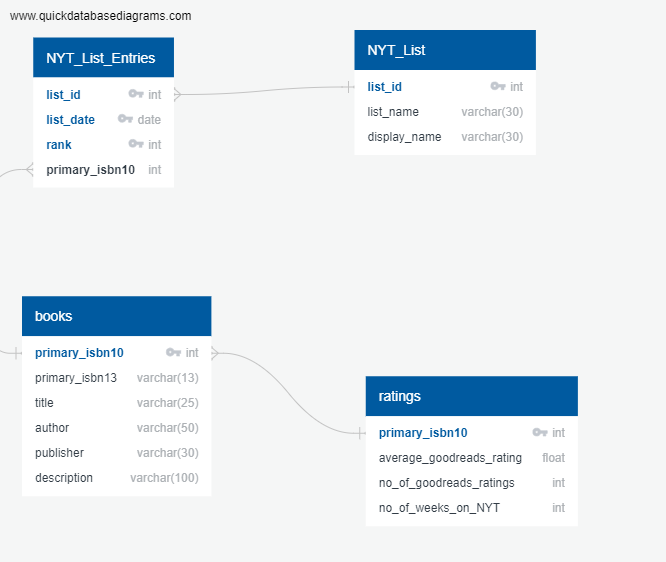 www.quickdatabasediagrams.com
NYT_List_Entries
list_id int
list_date date
rank int
primary_isbn10 int
NYT_List
list_id int
list_name varchar(30)
display_name varchar(30)
books
primary_isbn10 int
primary_isbn13 varchar(13)
title varchar(25)
author varchar(50)
publisher varchar(30)
description varchar(100)
ratings
primary_isbn10 int
average_goodreads_rating float
no_of_goodreads_ratings int
no_of_weeks_on_NYT int